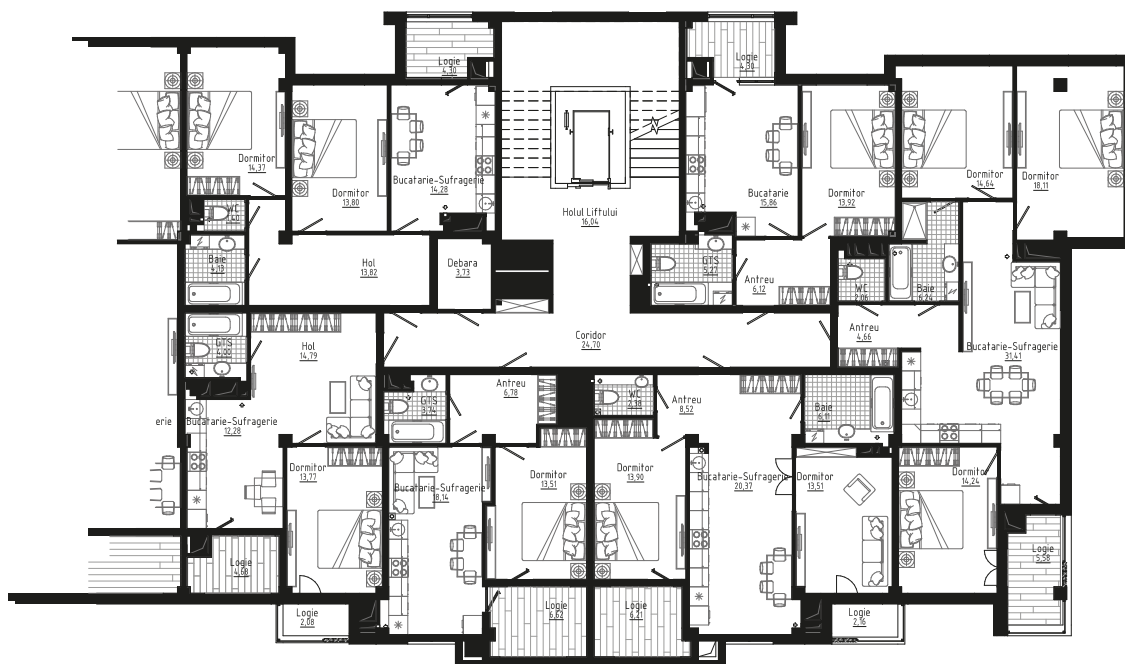 Logie
4,30
Logie
4,30
Dormitor
14,37
Dormitor
13,80
Bucatarie-Sufragerie
14,28
Holul Liftului
16,04
Bucatarie
15,86
Dormitor
13,92
Dormitor
14,64
Dormitor
18,11
WC
Baie
4,13
Hol
13,82
Debara
3,73
GTS
5,27
Antreu
6,12
WC
2,06
Baie
6,24
GTS
4,00
Hol
14,79
Coridor
24,70
Antreu
4,66
Bucatarie-Sufragerie
31,41
erie
Bucatarie-Sufragerie
12,28
GTS
3,74
Antreu
6,78
WC
2,18
Antreu
8,52
Baie
6,11
Dormitor
13,77
Bucatarie-Sufragerie
18,14
Dormitor
13,51
Dormitor
13,90
Bucatarie-Sufragerie
20,37
Dormitor
13,51
Dormitor
14,24
Logie
4,68
Logie
2,08
Logie
6,62
Logie
6,21
Logie
2,16
Logie
5,58